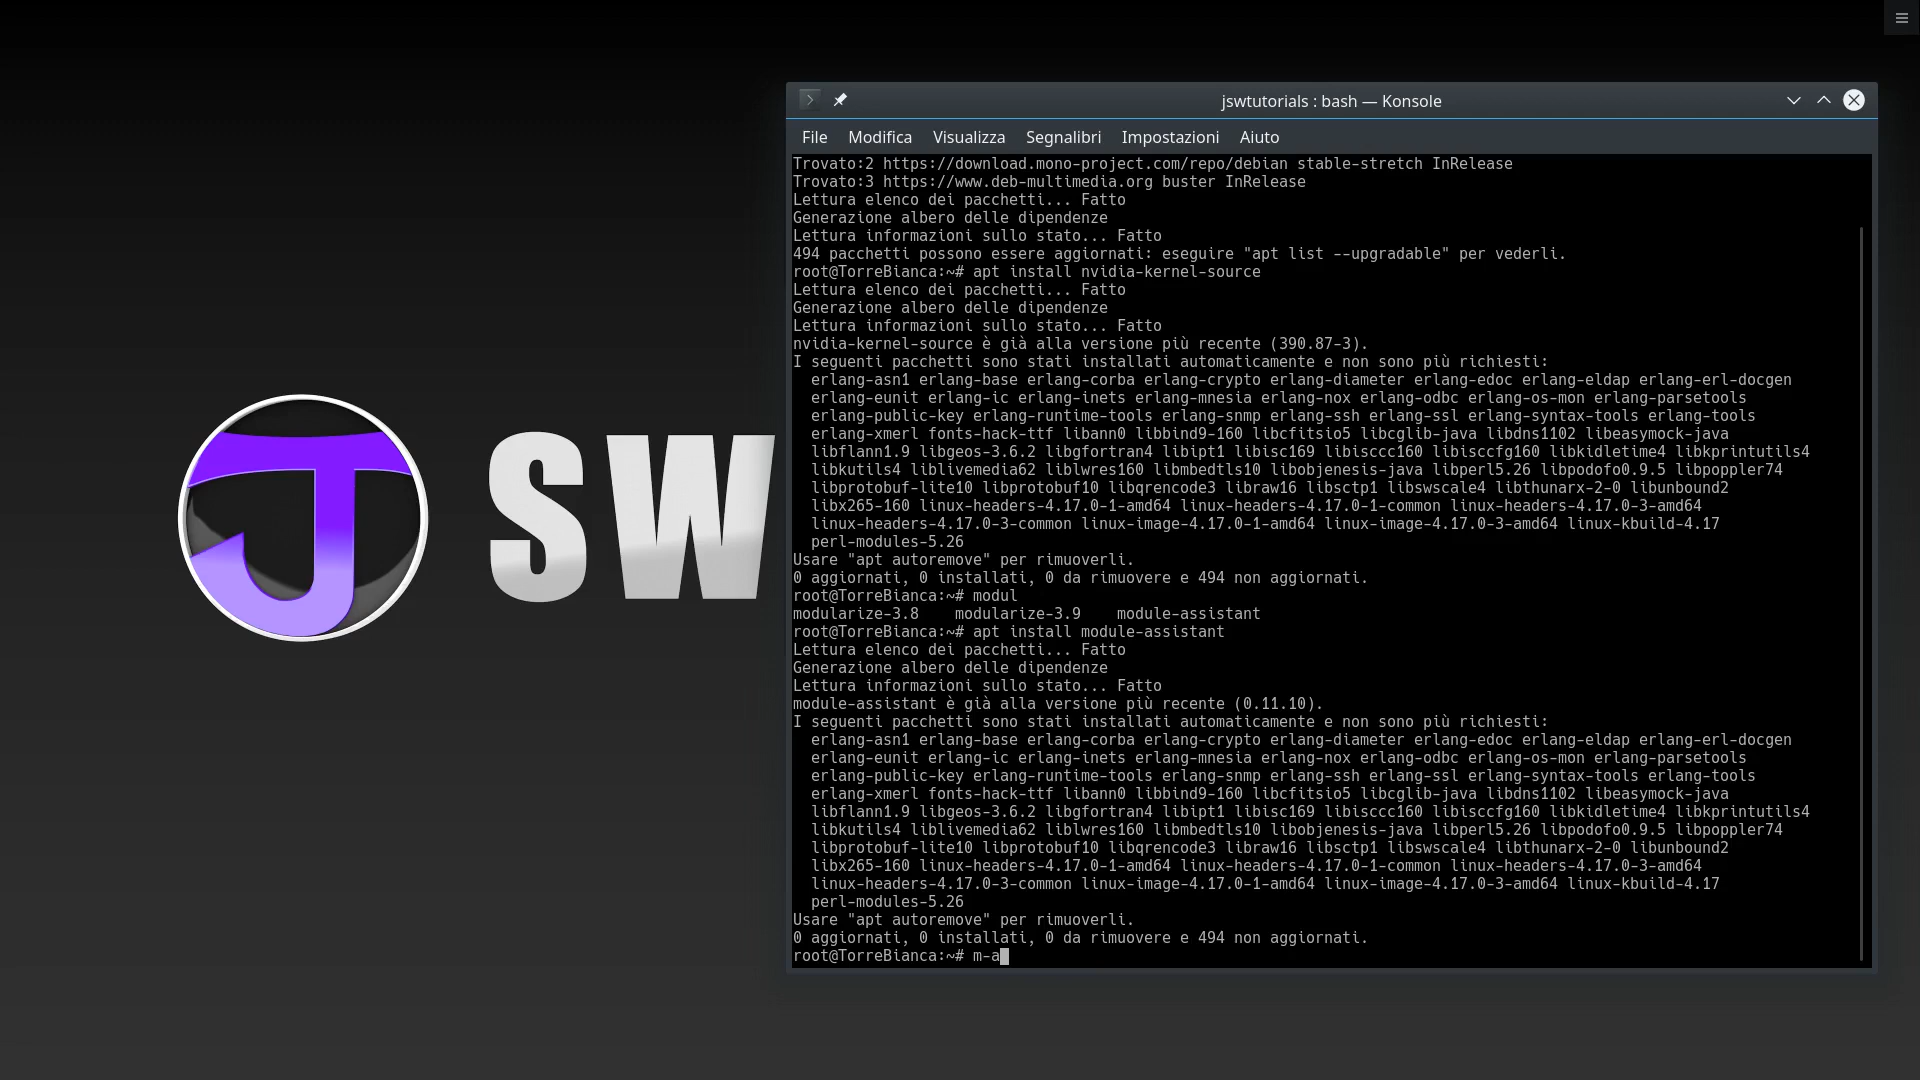 jswtutorials : bash — Konsole
File Modifica Visualizza Segnalibri Impostazioni Aiuto
Trovato:2 https://download.mono-project.com/repo/debian stable-stretch InRelease
Trovato:3 https://www.deb-multimedia.org buster InRelease
Lettura elenco dei pacchetti... Fatto
Generazione albero delle dipendenze
Lettura informazioni sullo stato... Fatto
494 pacchetti possono essere aggiornati: eseguire "apt list --upgradable" per vederli.
root@TorreBianca:~# apt install nvidia-kernel-source
Lettura elenco dei pacchetti... Fatto
Generazione albero delle dipendenze
Lettura informazioni sullo stato... Fatto
nvidia-kernel-source è già alla versione più recente (390.87-3).
I seguenti pacchetti sono stati installati automaticamente e non sono più richiesti:
erlang-asn1 erlang-base erlang-corba erlang-crypto erlang-diameter erlang-edoc erlang-eldap erlang-erl-docgen
erlang-eunit erlang-ic erlang-inets erlang-mnesia erlang-nox erlang-odbc erlang-os-mon erlang-parsetools
erlang-public-key erlang-runtime-tools erlang-snmp erlang-ssh erlang-ssl erlang-syntax-tools erlang-tools
erlang-xmerl fonts-hack-ttf libann0 libbind9-160 libcfitsio5 libcglib-java libdns1102 libeasymock-java
libflann1.9 libgeos-3.6.2 libgfortran4 libipt1 libisc169 libisccc160 libisccfg160 libkidletime4 libkprintutils4
libkutils4 liblivemedia62 liblwres160 libmbedtls10 libobjenesis-java libperl5.26 libpodofo0.9.5 libpoppler74
libprotobuf-lite10 libprotobuf10 libqrencode3 libraw16 libsctp1 libswscale4 libthunarx-2-0 libunbound2
libx265-160 linux-headers-4.17.0-1-amd64 linux-headers-4.17.0-1-common linux-headers-4.17.0-3-amd64
linux-headers-4.17.0-3-common linux-image-4.17.0-1-amd64 linux-image-4.17.0-3-amd64 linux-kbuild-4.17
perl-modules-5.26
Usare "apt autoremove" per rimuoverli.
0 aggiornati, 0 installati, 0 da rimuovere e 494 non aggiornati.
root@TorreBianca:~# modul
modularize-3.8 modularize-3.9 module-assistant
root@TorreBianca:~# apt install module-assistant
Lettura elenco dei pacchetti... Fatto
Generazione albero delle dipendenze
Lettura informazioni sullo stato... Fatto
module-assistant è già alla versione più recente (0.11.10).
I seguenti pacchetti sono stati installati automaticamente e non sono più richiesti:
erlang-asn1 erlang-base erlang-corba erlang-crypto erlang-diameter erlang-edoc erlang-eldap erlang-erl-docgen
erlang-eunit erlang-ic erlang-inets erlang-mnesia erlang-nox erlang-odbc erlang-os-mon erlang-parsetools
erlang-public-key erlang-runtime-tools erlang-snmp erlang-ssh erlang-ssl erlang-syntax-tools erlang-tools
erlang-xmerl fonts-hack-ttf libann0 libbind9-160 libcfitsio5 libcglib-java libdns1102 libeasymock-java
libflann1.9 libgeos-3.6.2 libgfortran4 libipt1 libisc169 libisccc160 libisccfg160 libkidletime4 libkprintutils4
libkutils4 liblivemedia62 liblwres160 libmbedtls10 libobjenesis-java libperl5.26 libpodofo0.9.5 libpoppler74
libprotobuf-lite10 libprotobuf10 libqrencode3 libraw16 libsctp1 libswscale4 libthunarx-2-0 libunbound2
libx265-160 linux-headers-4.17.0-1-amd64 linux-headers-4.17.0-1-common linux-headers-4.17.0-3-amd64
linux-headers-4.17.0-3-common linux-image-4.17.0-1-amd64 linux-image-4.17.0-3-amd64 linux-kbuild-4.17
perl-modules-5.26
Usare "apt autoremove" per rimuoverli.
0 aggiornati, 0 installati, 0 da rimuovere e 494 non aggiornati.
root@TorreBianca:~# m-a
J SW